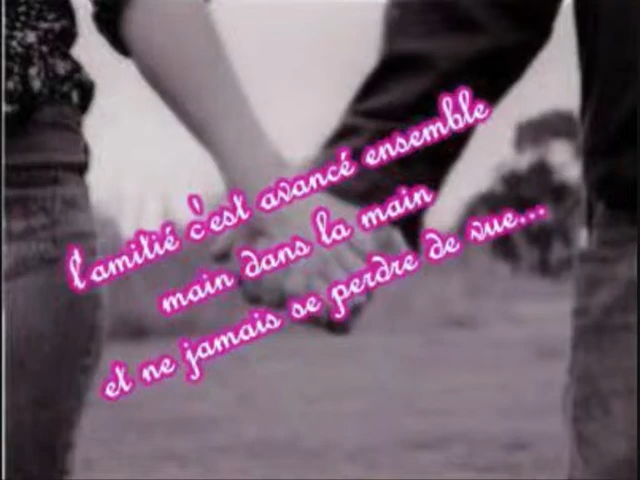 l'amitié c'est avancé ensemble
main dans la main
et ne jamais se perdre de vue...